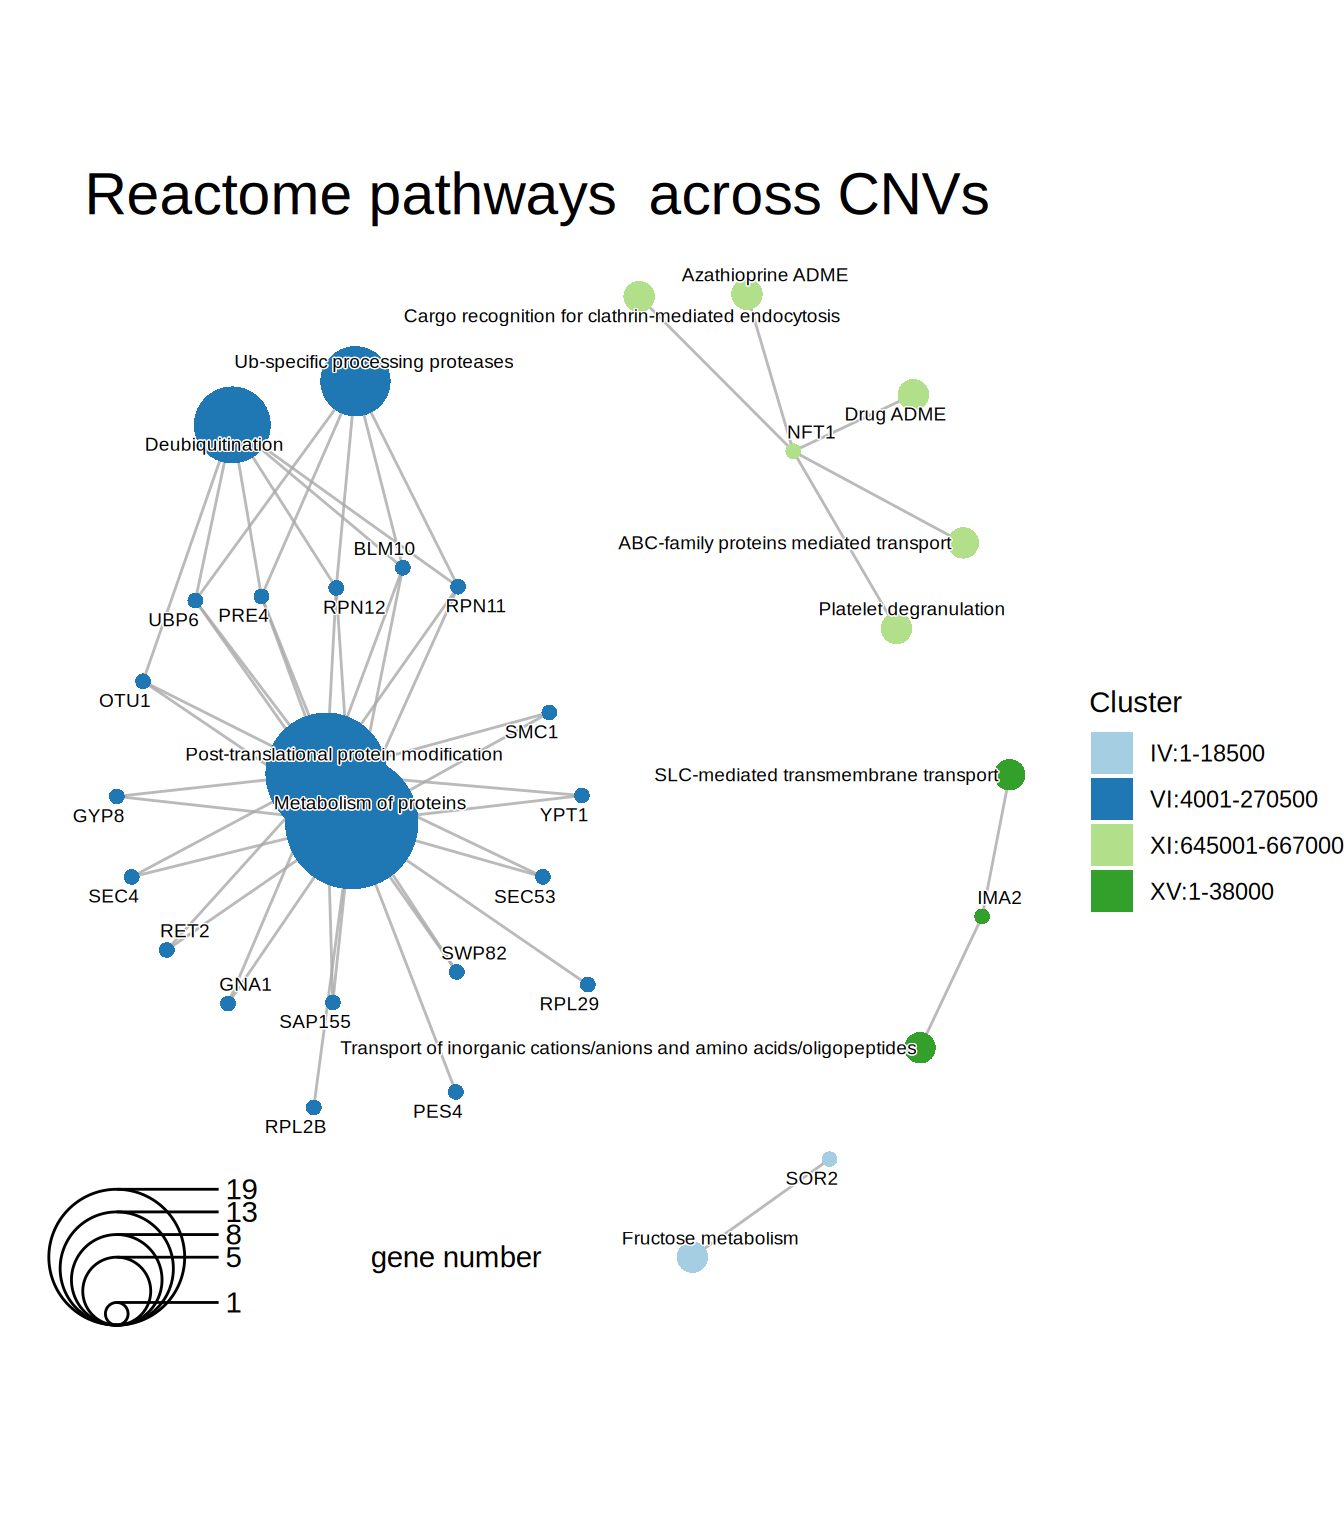 Reactome pathways  across CNVs
Azathioprine ADME
Cargo recognition for clathrin-mediated endocytosis
Ub-specific processing proteases
Drug ADME
NFT1
Deubiquitination
ABC-family proteins mediated transport
BLM10
RPN12
RPN11
Platelet degranulation
UBP6
PRE4
OTU1
Cluster
SMC1
Post-translational protein modification
IV:1-18500
SLC-mediated transmembrane transport
VI:4001-270500
Metabolism of proteins
GYP8
YPT1
XI:645001-667000
XV:1-38000
SEC4
SEC53
IMA2
RET2
SWP82
GNA1
RPL29
SAP155
Transport of inorganic cations/anions and amino acids/oligopeptides
PES4
RPL2B
SOR2
19
13
8
5
1
Fructose metabolism
gene number